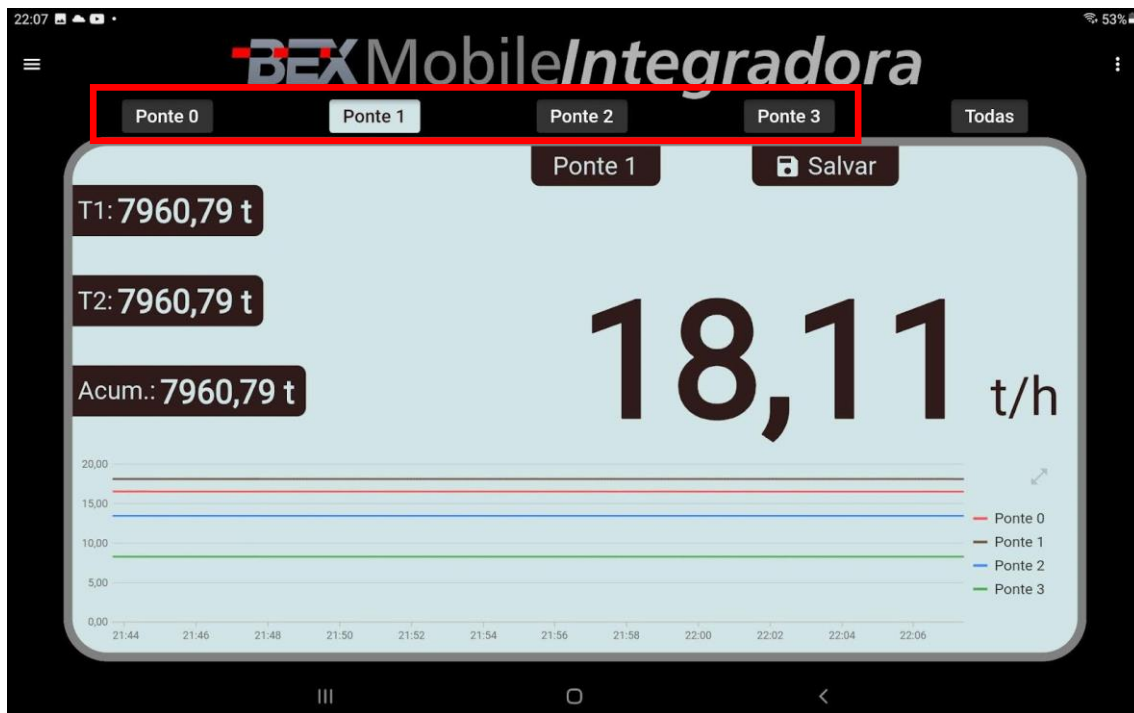 22:07
53%
BEX MobileIntegradora
Ponte 0 Ponte 1 Ponte 2 Ponte 3 Todas
Ponte 1 Salvar
T1: 7960,79 t
T2: 7960,79 t
18,11 t/h
Acum.: 7960,79 t
20,00
15,00
10,00
5,00
0,00
21:44 21:46 21:48 21:50 21:52 21:54 21:56 21:58 22:00 22:02 22:04 22:06
Ponte 0
Ponte 1
Ponte 2
Ponte 3